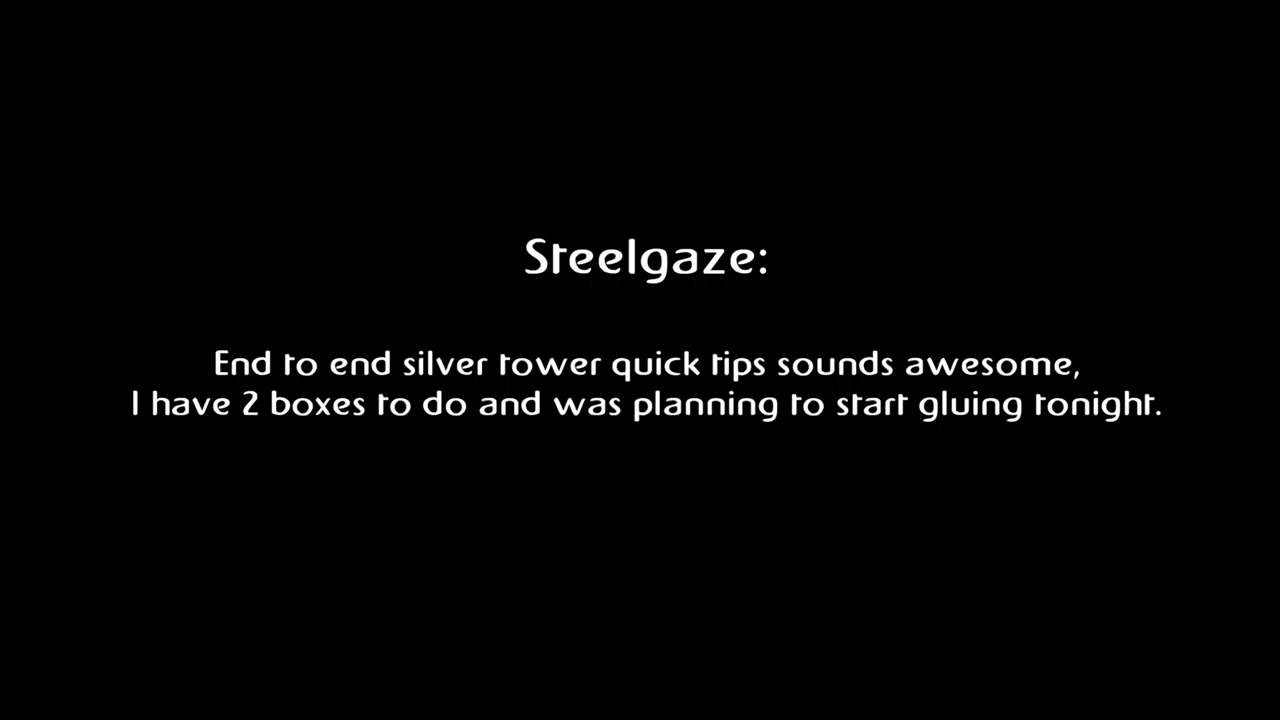 Steelgaze:
End to end silver tower quick tips sounds awesome,
I have 2 boxes to do and was planning to start gluing tonight.